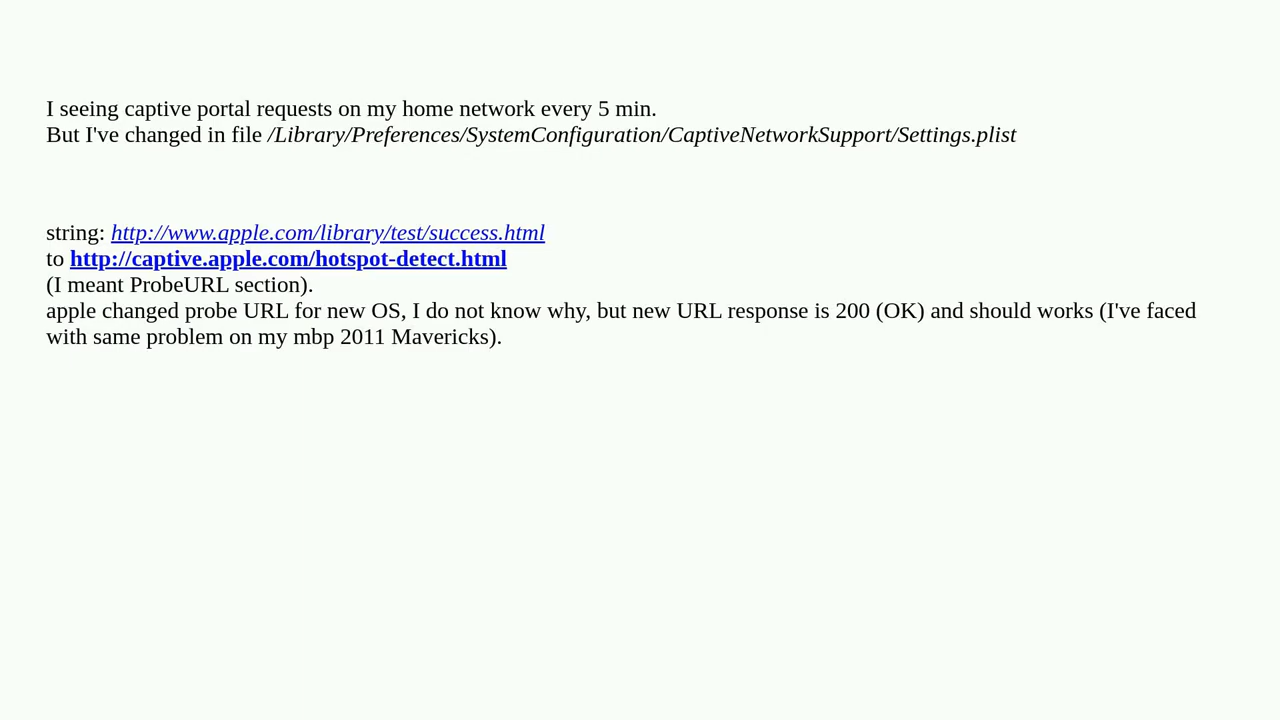 I seeing captive portal requests on my home network every 5 min.
But I've changed in file /Library/Preferences/SystemConfiguration/CaptiveNetworkSupport/Settings.plist
string: http://www.apple.com/library/test/success.html
to http://captive.apple.com/hotspot-detect.html
(I meant ProbeURL section).
apple changed probe URL for new OS, I do not know why, but new URL response is 200 (OK) and should works (I've faced
with same problem on my mbp 2011 Mavericks).